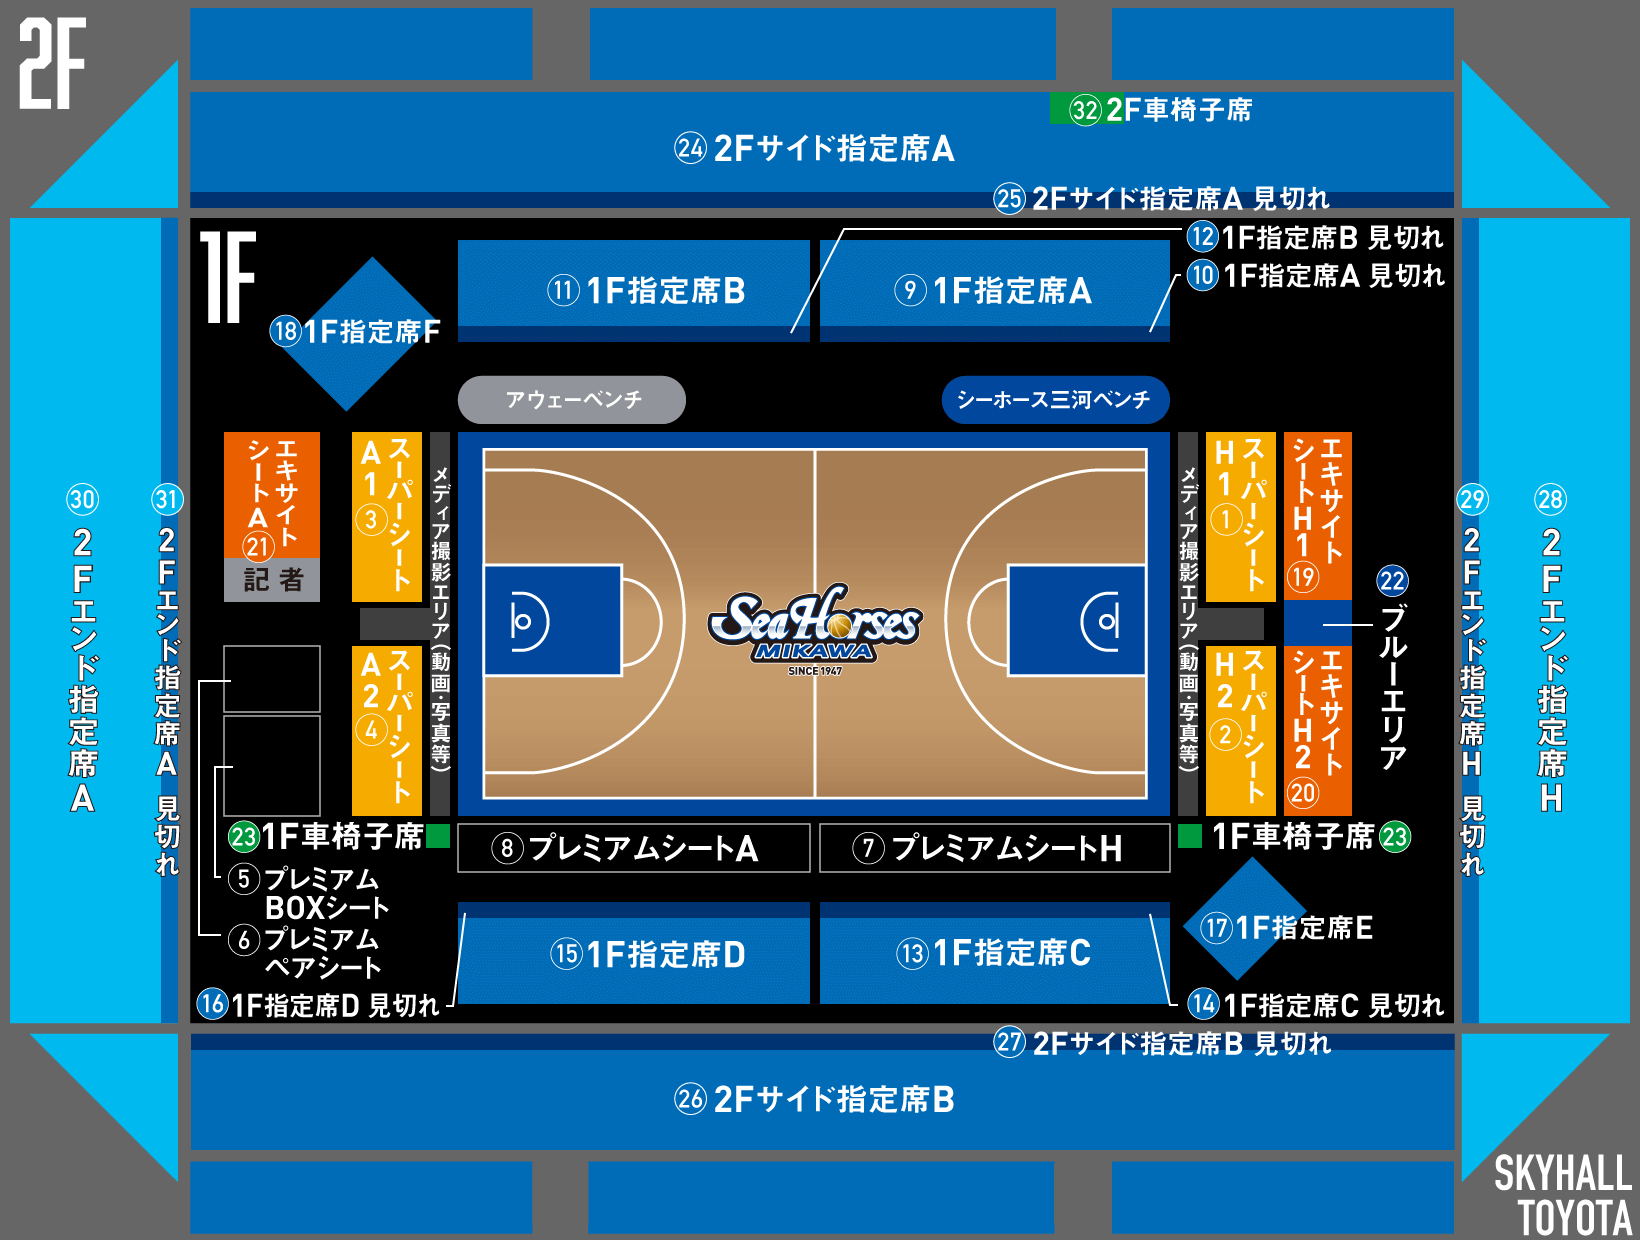 2F
㉜2F車椅子席
㉔2Fサイド指定席A
㉕2Fサイド指定席A 見切れ
1F
⑫1F指定席B 見切れ
⑩1F指定席A 見切れ
⑪1F指定席B
⑨1F指定席A
⑱1F指定席F
アウェーベンチ
シーホース三河ベンチ
㉚2Fエンド指定席A
㉛2Fエンド指定席A 見切れ
エキサイト
シートA㉑
記者
スーパーシート
A1③
メディア撮影エリア(動画・写真等)
スーパーシート
A2④
Sea Horses
MIKAWA
SINCE 1947
メディア撮影エリア(動画・写真等)
スーパーシート
H1①
スーパーシート
H2②
エキサイト
シートH1⑲
エキサイト
シートH2⑳
㉒ブルーエリア
㉙2Fエンド指定席H 見切れ
㉘2Fエンド指定席H
㉓1F車椅子席
⑧プレミアムシートA
⑦プレミアムシートH
1F車椅子席㉓
⑤プレミアム
BOXシート
⑥プレミアム
ペアシート
⑮1F指定席D
⑬1F指定席C
⑰1F指定席E
⑯1F指定席D 見切れ
⑭1F指定席C 見切れ
㉗2Fサイド指定席B 見切れ
㉖2Fサイド指定席B
SKYHALL
TOYOTA